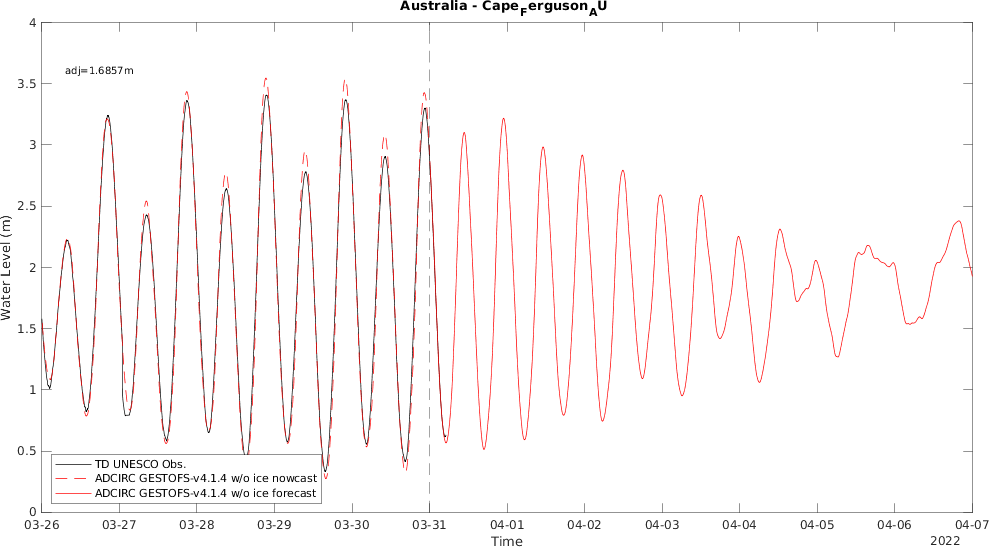 Australia - CapeFergusonAU
adj=1.6857m
Water Level (m)
4
3.5
3
2.5
2
1.5
1
0.5
0
TD UNESCO Obs.
ADCIRC GESTOFS-v4.1.4 w/o ice nowcast
ADCIRC GESTOFS-v4.1.4 w/o ice forecast
03-26 03-27 03-28 03-29 03-30 03-31 04-01 04-02 04-03 04-04 04-05 04-06 04-07
Time
2022